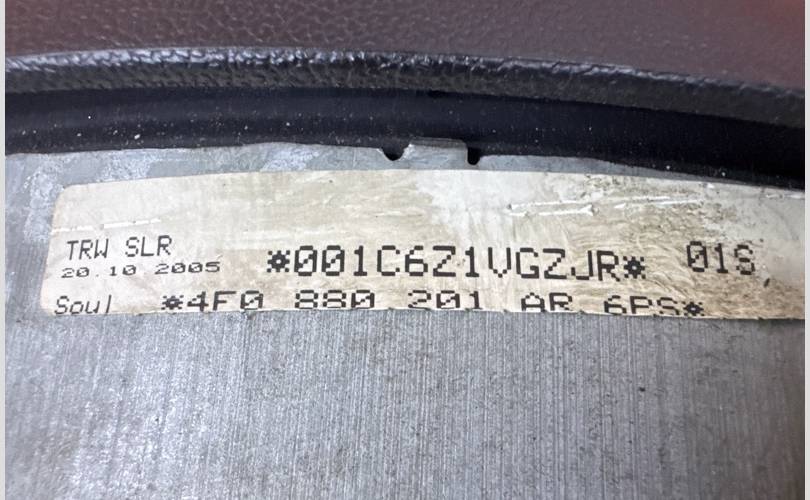 TRW SLR
20.10 2005 *001C6Z1VGZJR* 01S
Soul *4F0 880 201 AR 6PS*